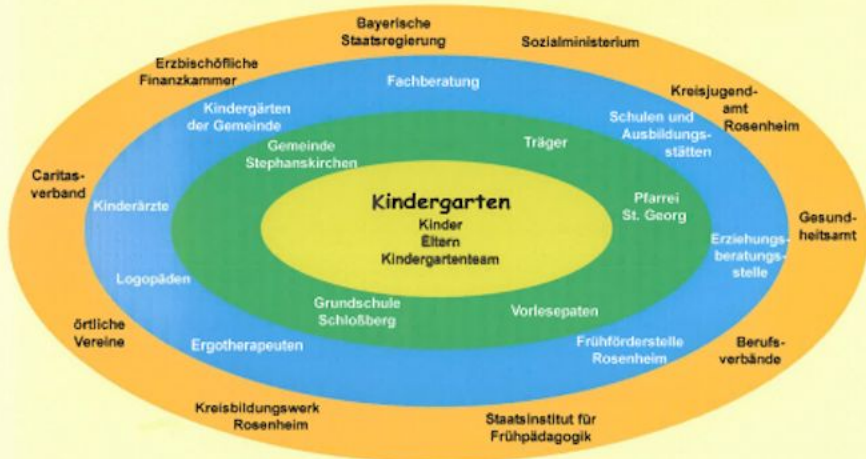 Bayerische
Staatsregierung
Sozialministerium
Erzbischöfliche
Finanzkammer
Kreisjugend-
amt
Rosenheim
Caritas-
verband
Gesund-
heitsamt
örtliche
Vereine
Berufs-
verbände
Kreisbildungswerk
Rosenheim
Staatsinstitut für
Frühpädagogik
Fachberatung
Kindergärten
der Gemeinde
Schulen und
Ausbildungs-
stätten
Kinderärzte
Erziehungs-
beratungs-
stelle
Logopäden
Ergotherapeuten
Frühförderstelle
Rosenheim
Gemeinde
Stephanskirchen
Träger
Pfarrei
St. Georg
Grundschule
Schloßberg
Vorlesepaten
Kindergarten
Kinder
Eltern
Kindergartenteam